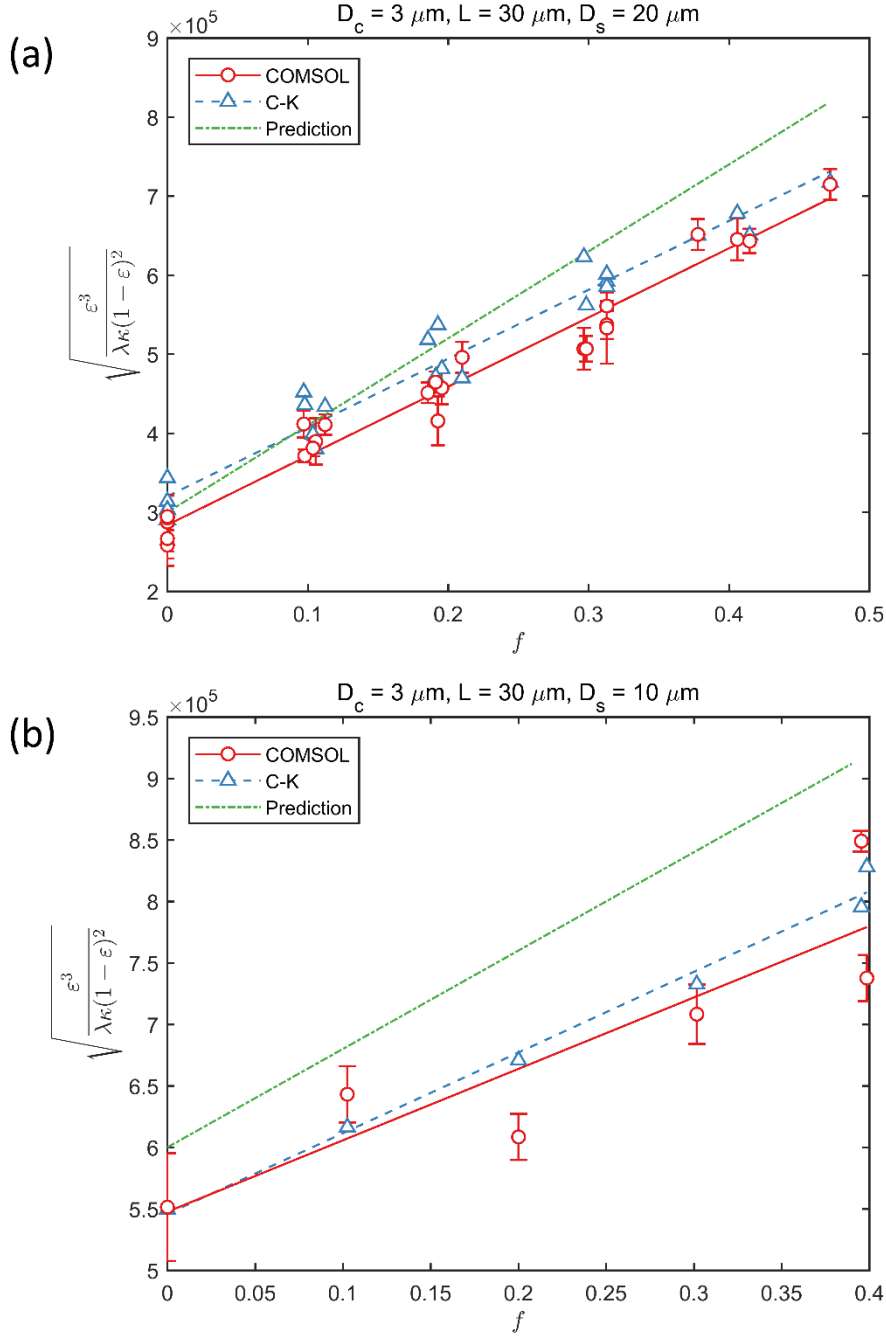 (a)
D_c = 3 μm, L = 30 μm, D_s = 20 μm
×10^5
9
8
7
6
5
4
3
2
COMSOL
C-K
Prediction
√(ε^3 / λκ(1 − ε)^2)
0
0.1
0.2
0.3
0.4
0.5
f
(b)
D_c = 3 μm, L = 30 μm, D_s = 10 μm
×10^5
9.5
9
8.5
8
7.5
7
6.5
6
5.5
5
COMSOL
C-K
Prediction
√(ε^3 / λκ(1 − ε)^2)
0
0.05
0.1
0.15
0.2
0.25
0.3
0.35
0.4
f